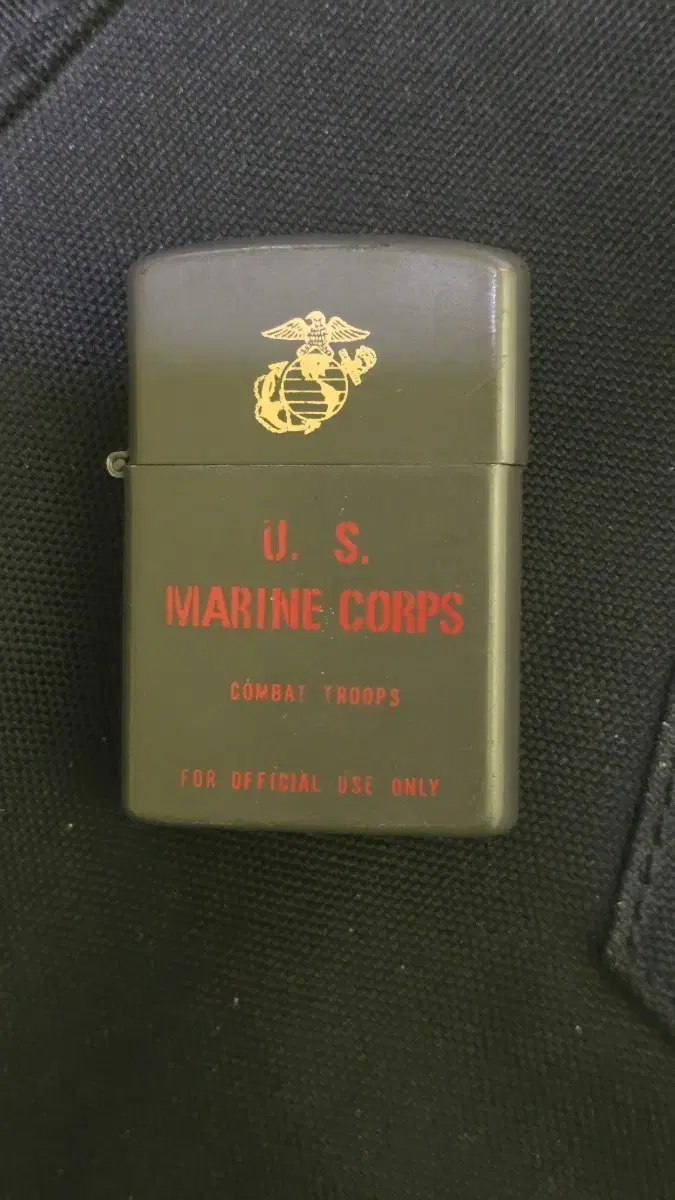 U. S.
MARINE CORPS
COMBAT TROOPS
FOR OFFICIAL USE ONLY